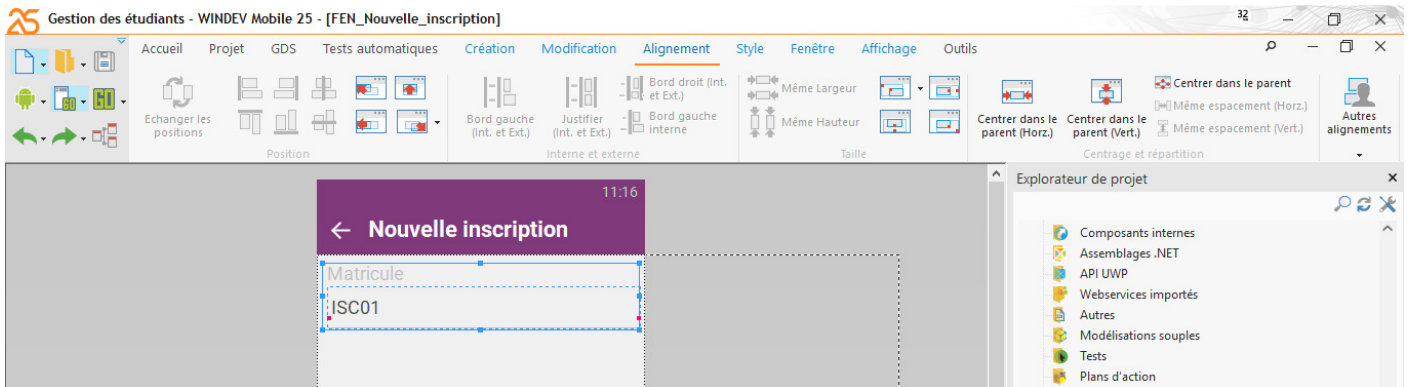 Gestion des étudiants - WINDEV Mobile 25 - [FEN_Nouvelle_inscription]
Accueil Projet GDS Tests automatiques Création Modification Alignement Style Fenêtre Affichage Outils
Echanger les
positions
Position
Bord gauche
(Int. et Ext.)
Justifier
(Int. et Ext.)
Bord droit (Int.
et Ext.)
Bord gauche
interne
Interne et externe
Même Largeur
Même Hauteur
Taille
Centrer dans le
parent (Horz.)
Centrer dans le
parent (Vert.)
Centrer dans le parent
Même espacement (Horz.)
Même espacement (Vert.)
Centrage et répartition
Autres
alignements
11:16
Nouvelle inscription
Matricule
ISC01
Explorateur de projet
Composants internes
Assemblages .NET
API UWP
Webservices importés
Autres
Modélisations souples
Tests
Plans d'action